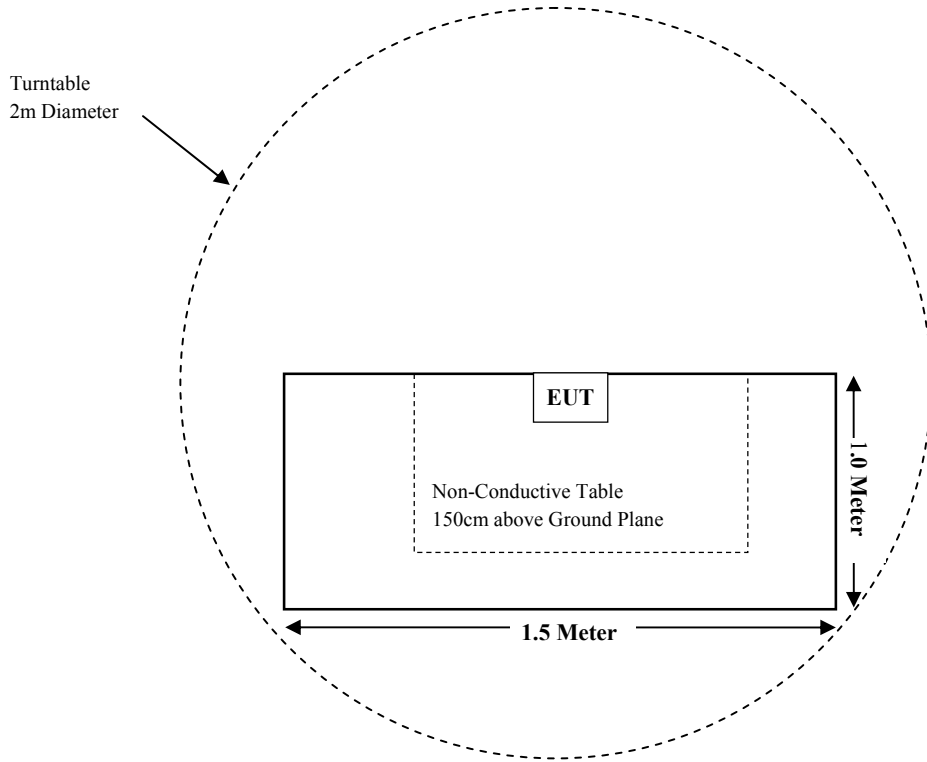 Turntable
2m Diameter
EUT
Non-Conductive Table
150cm above Ground Plane
1.0 Meter
1.5 Meter